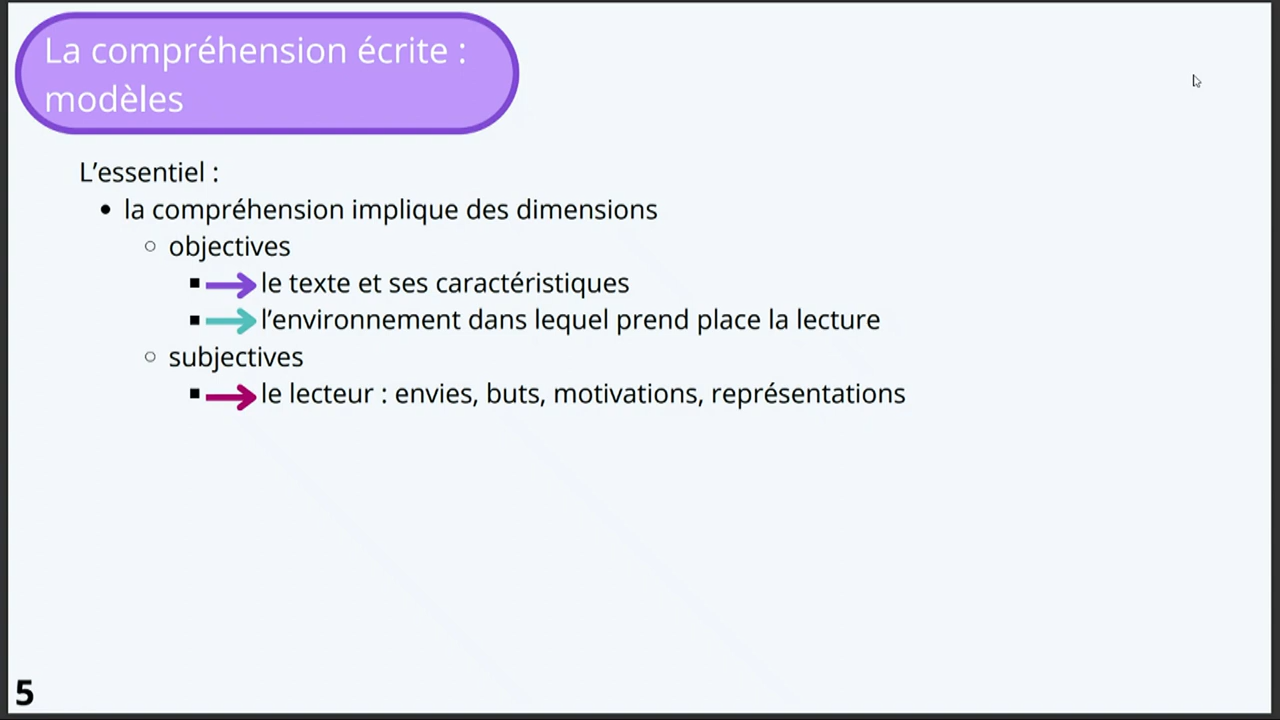 La compréhension écrite :
modèles
L’essentiel :
• la compréhension implique des dimensions
○ objectives
▪ le texte et ses caractéristiques
▪ l’environnement dans lequel prend place la lecture
○ subjectives
▪ le lecteur : envies, buts, motivations, représentations
5